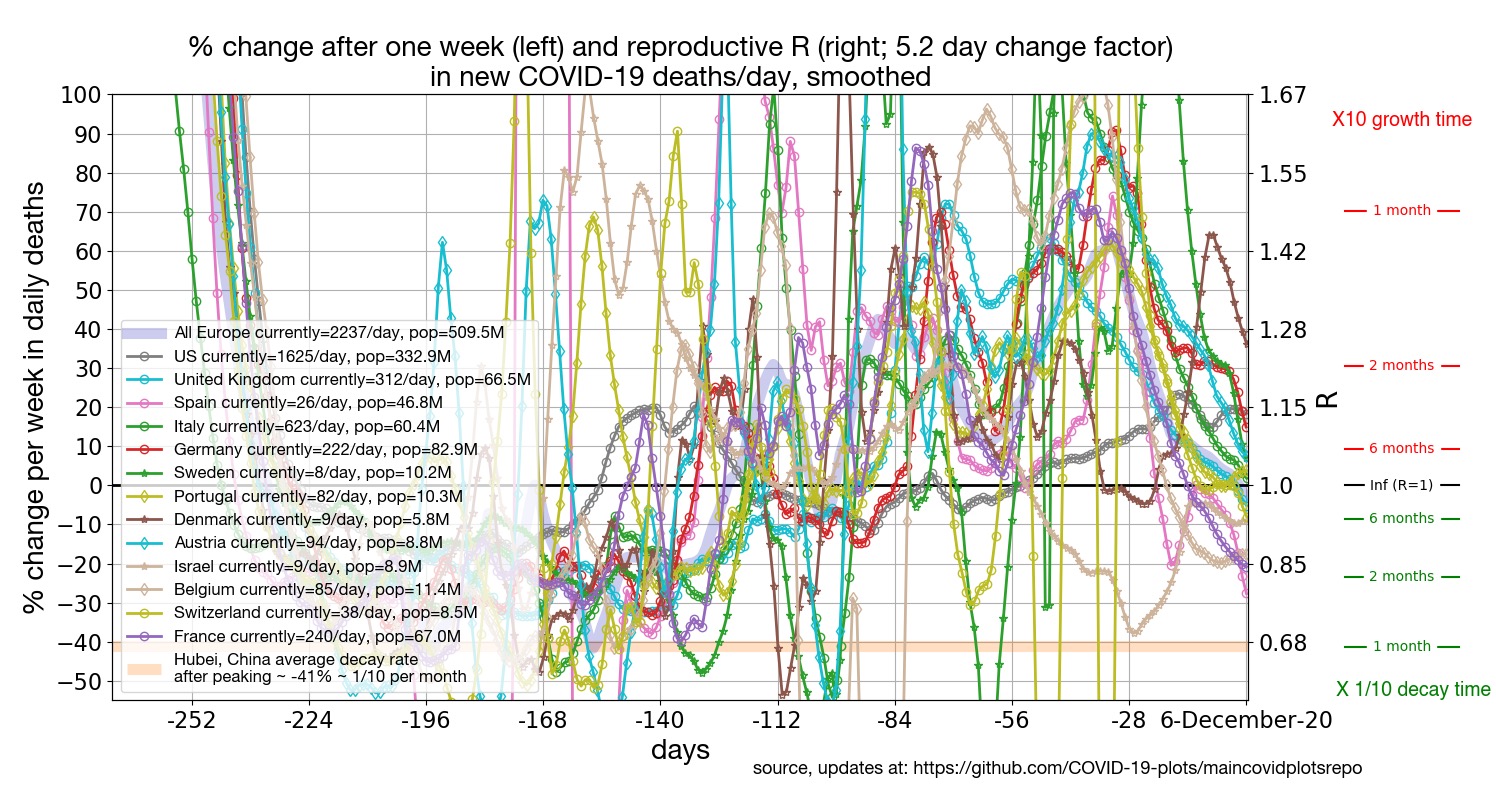 % change after one week (left) and reproductive R (right; 5.2 day change factor)
in new COVID-19 deaths/day, smoothed
100
90
80
70
60
50
40
30
20
10
0
−10
−20
−30
−40
−50
% change per week in daily deaths
All Europe currently=2237/day, pop=509.5M
US currently=1625/day, pop=332.9M
United Kingdom currently=312/day, pop=66.5M
Spain currently=26/day, pop=46.8M
Italy currently=623/day, pop=60.4M
Germany currently=222/day, pop=82.9M
Sweden currently=8/day, pop=10.2M
Portugal currently=82/day, pop=10.3M
Denmark currently=9/day, pop=5.8M
Austria currently=94/day, pop=8.8M
Israel currently=9/day, pop=8.9M
Belgium currently=85/day, pop=11.4M
Switzerland currently=38/day, pop=8.5M
France currently=240/day, pop=67.0M
Hubei, China average decay rate
after peaking ~ -41% ~ 1/10 per month
-252
-224
-196
-168
-140
-112
-84
-56
-28
6-December-20
days
1.67
1.55
1.42
1.28
1.15
1.0
0.85
0.68
R
X10 growth time
1 month
2 months
6 months
Inf (R=1)
6 months
2 months
1 month
X 1/10 decay time
source, updates at: https://github.com/COVID-19-plots/maincovidplotsrepo